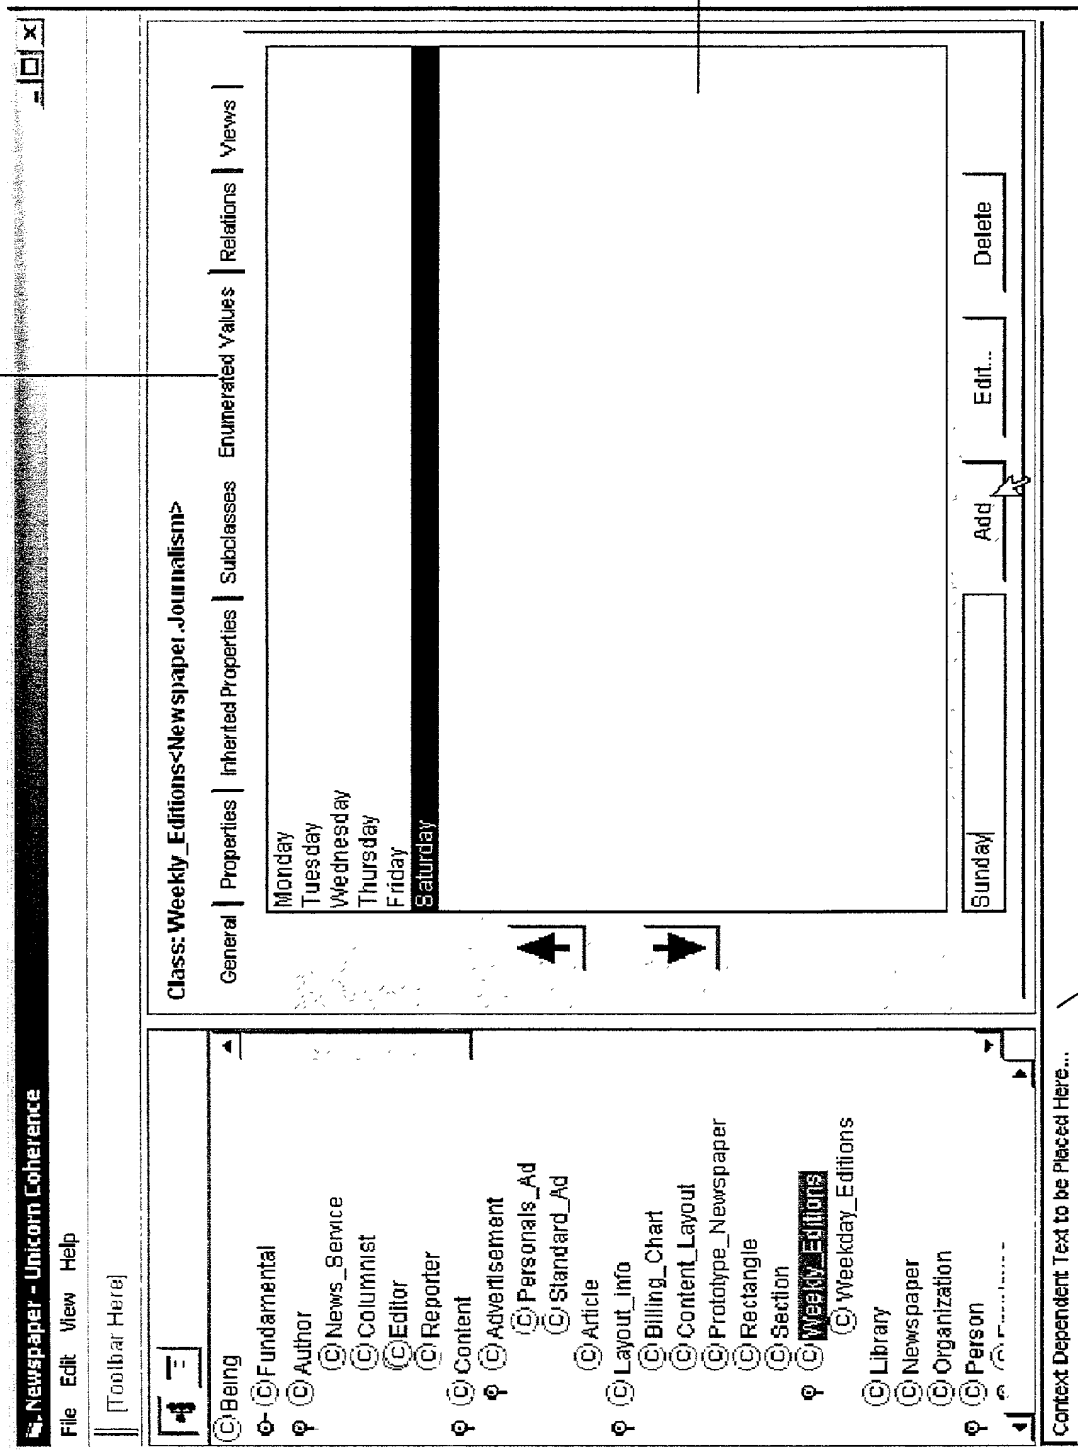 Newspaper - Unicorn Coherence
File Edit View Help
[Toolbar Here]
Being
Fundamental
Author
News_Service
Columnist
Editor
Reporter
Content
Advertisement
Personals_Ad
Standard_Ad
Article
Layout_Info
Billing_Chart
Content_Layout
Prototype_Newspaper
Rectangle
Section
Weekly_Editions
Weekday_Editions
Library
Newspaper
Organization
Person
Class: Weekly_Editions<Newspaper.Journalism>
General Properties Inherited Properties Subclasses Enumerated Values Relations Views
Monday
Tuesday
Wednesday
Thursday
Friday
Saturday
Sunday Add Edit... Delete
Context Dependent Text to be Placed Here...